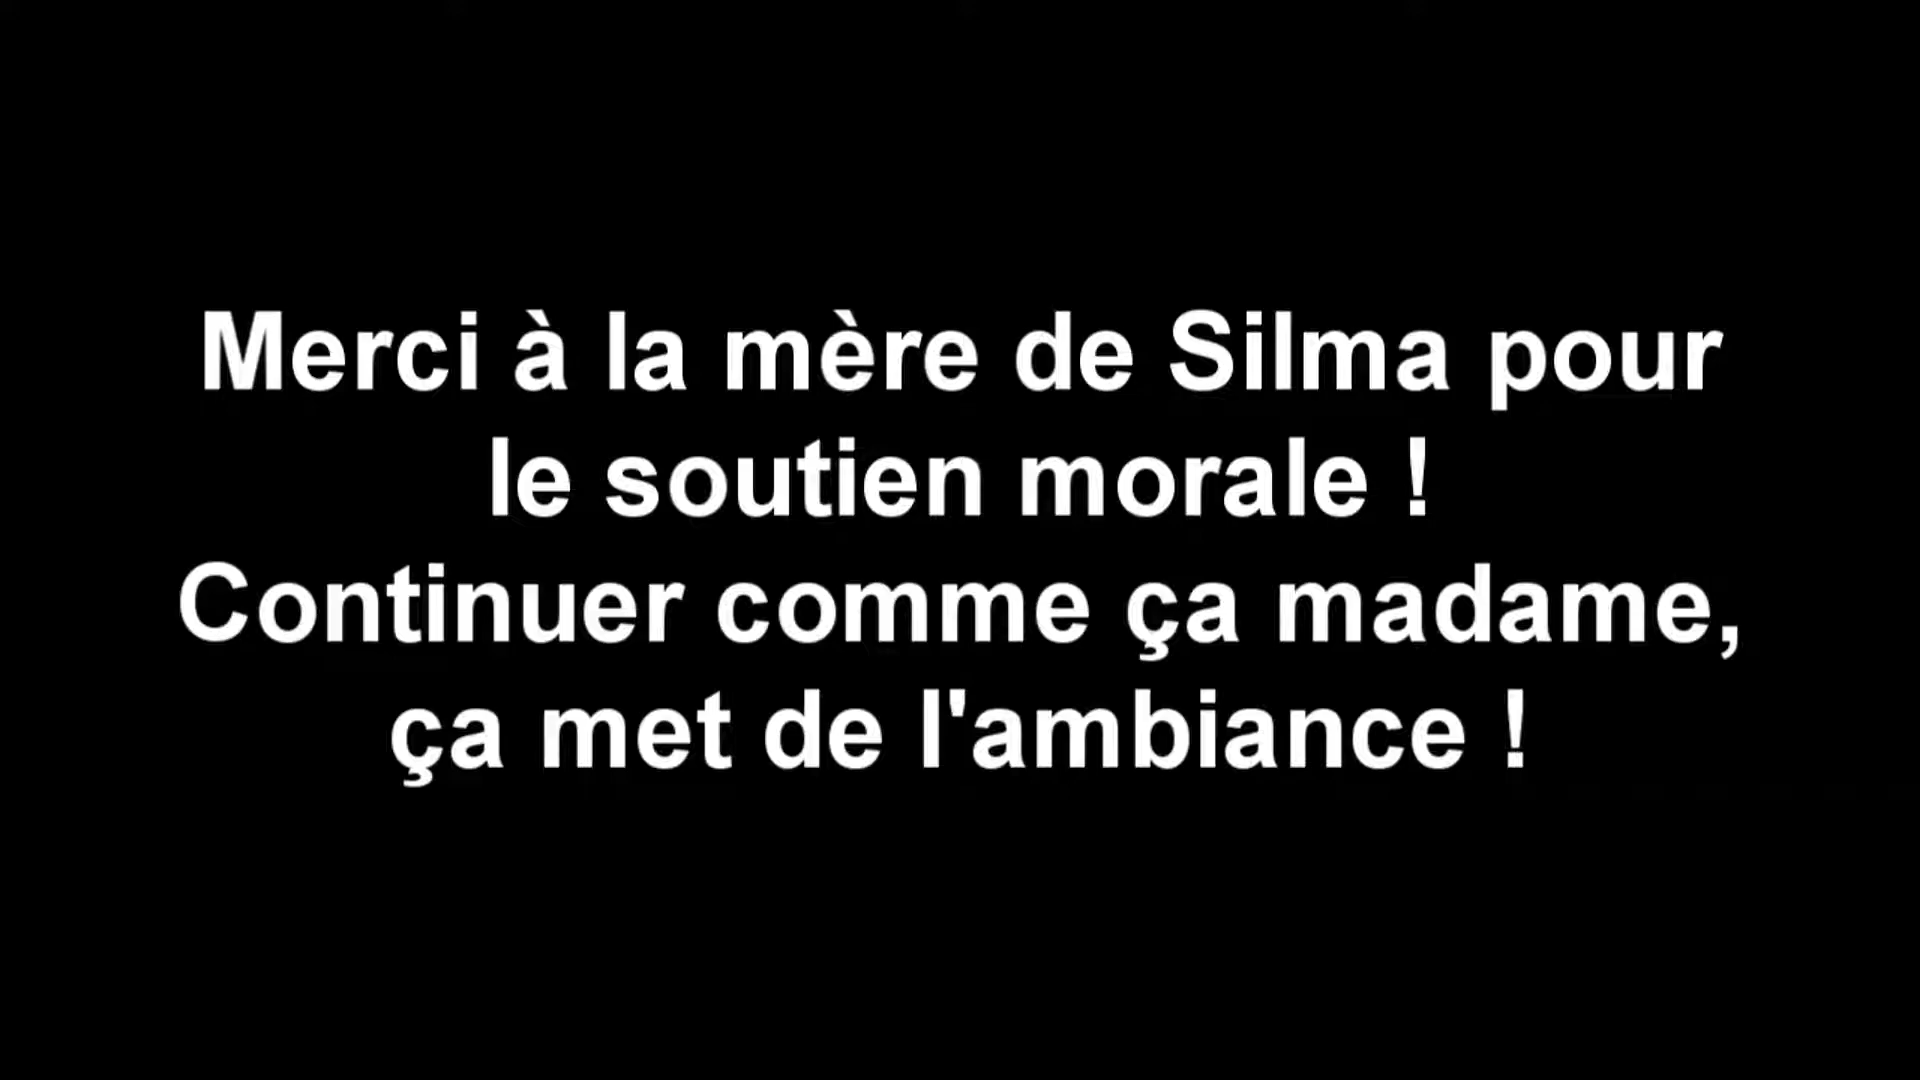 Merci à la mère de Silma pour
le soutien morale !
Continuer comme ça madame,
ça met de l'ambiance !